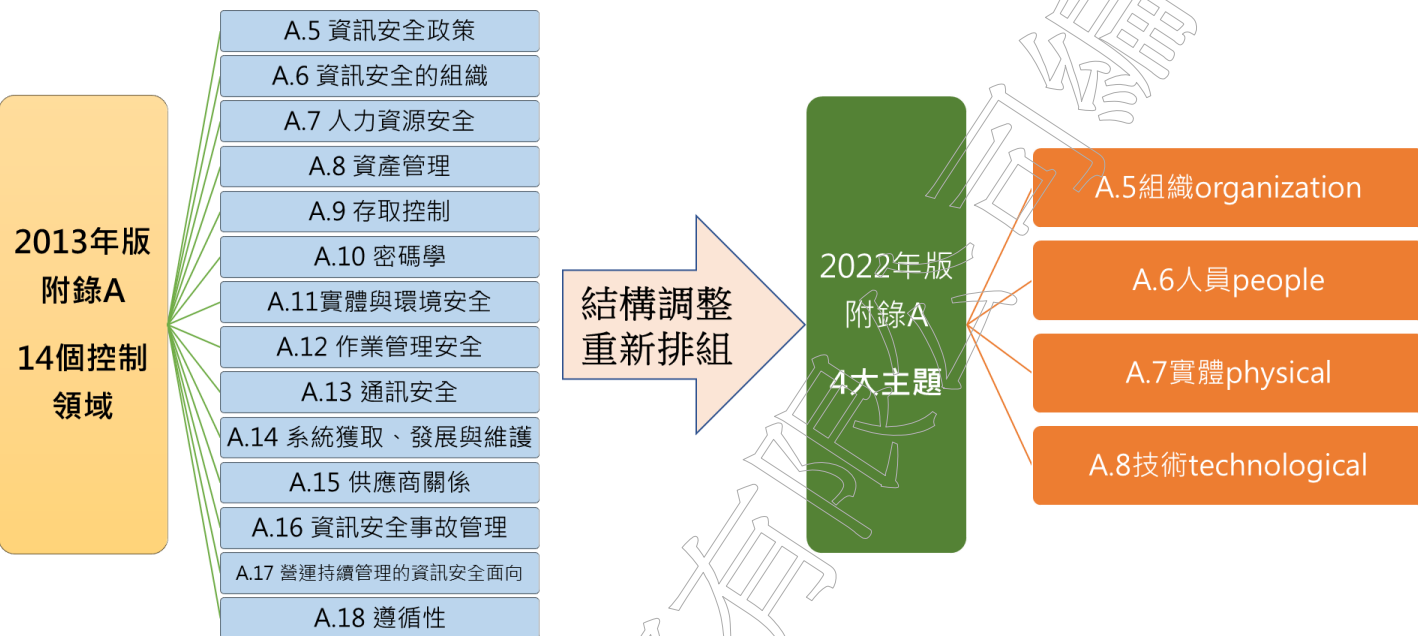 2013年版
附錄A
14個控制
領域
A.5 資訊安全政策
A.6 資訊安全的組織
A.7 人力資源安全
A.8 資產管理
A.9 存取控制
A.10 密碼學
A.11實體與環境安全
A.12 作業管理安全
A.13 通訊安全
A.14 系統獲取、發展與維護
A.15 供應商關係
A.16 資訊安全事故管理
A.17 營運持續管理的資訊安全面向
A.18 遵循性
結構調整
重新排組
2022年版
附錄A
4大主題
A.5組織organization
A.6人員people
A.7實體physical
A.8技術technological
有限公司編